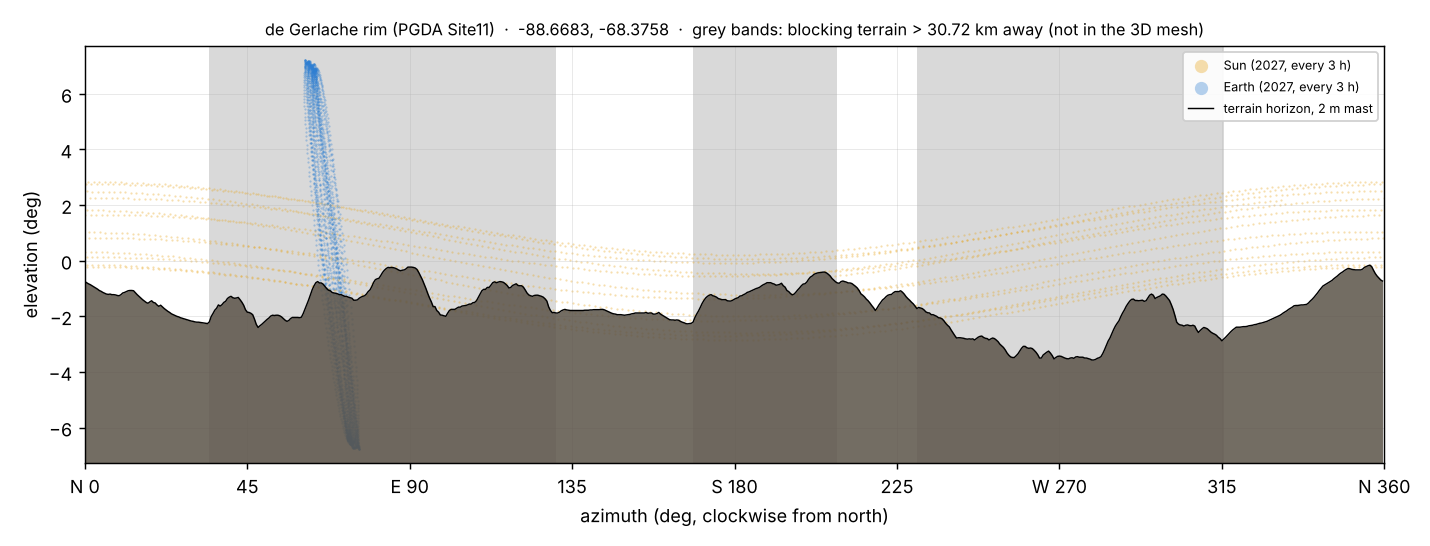 de Gerlache rim (PGDA Site11)  ·  -88.6683, -68.3758  ·  grey bands: blocking terrain > 30.72 km away (not in the 3D mesh)
Sun (2027, every 3 h)
Earth (2027, every 3 h)
terrain horizon, 2 m mast
elevation (deg)
6
4
2
0
−2
−4
−6
N 0 45 E 90 135 S 180 225 W 270 315 N 360
azimuth (deg, clockwise from north)